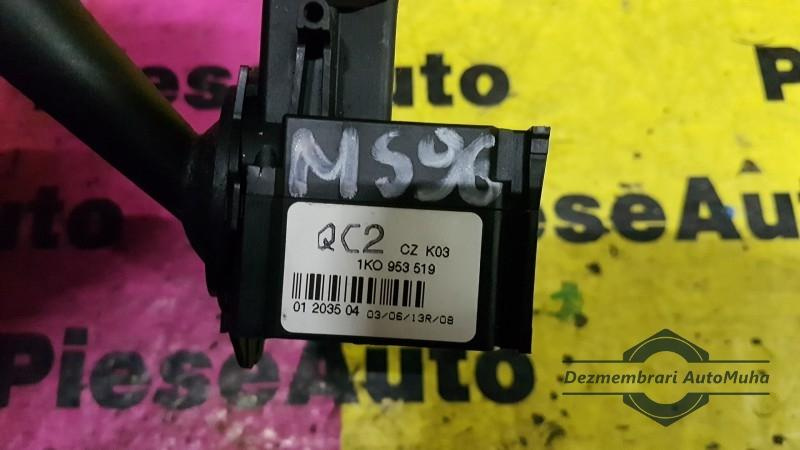 PieseAuto
MS96
PieseAuto
QC2 CZ K03
1K0 953 519
01 2035 04 03/06/13R/08
PieseAuto
Dezmembrari AutoMuha